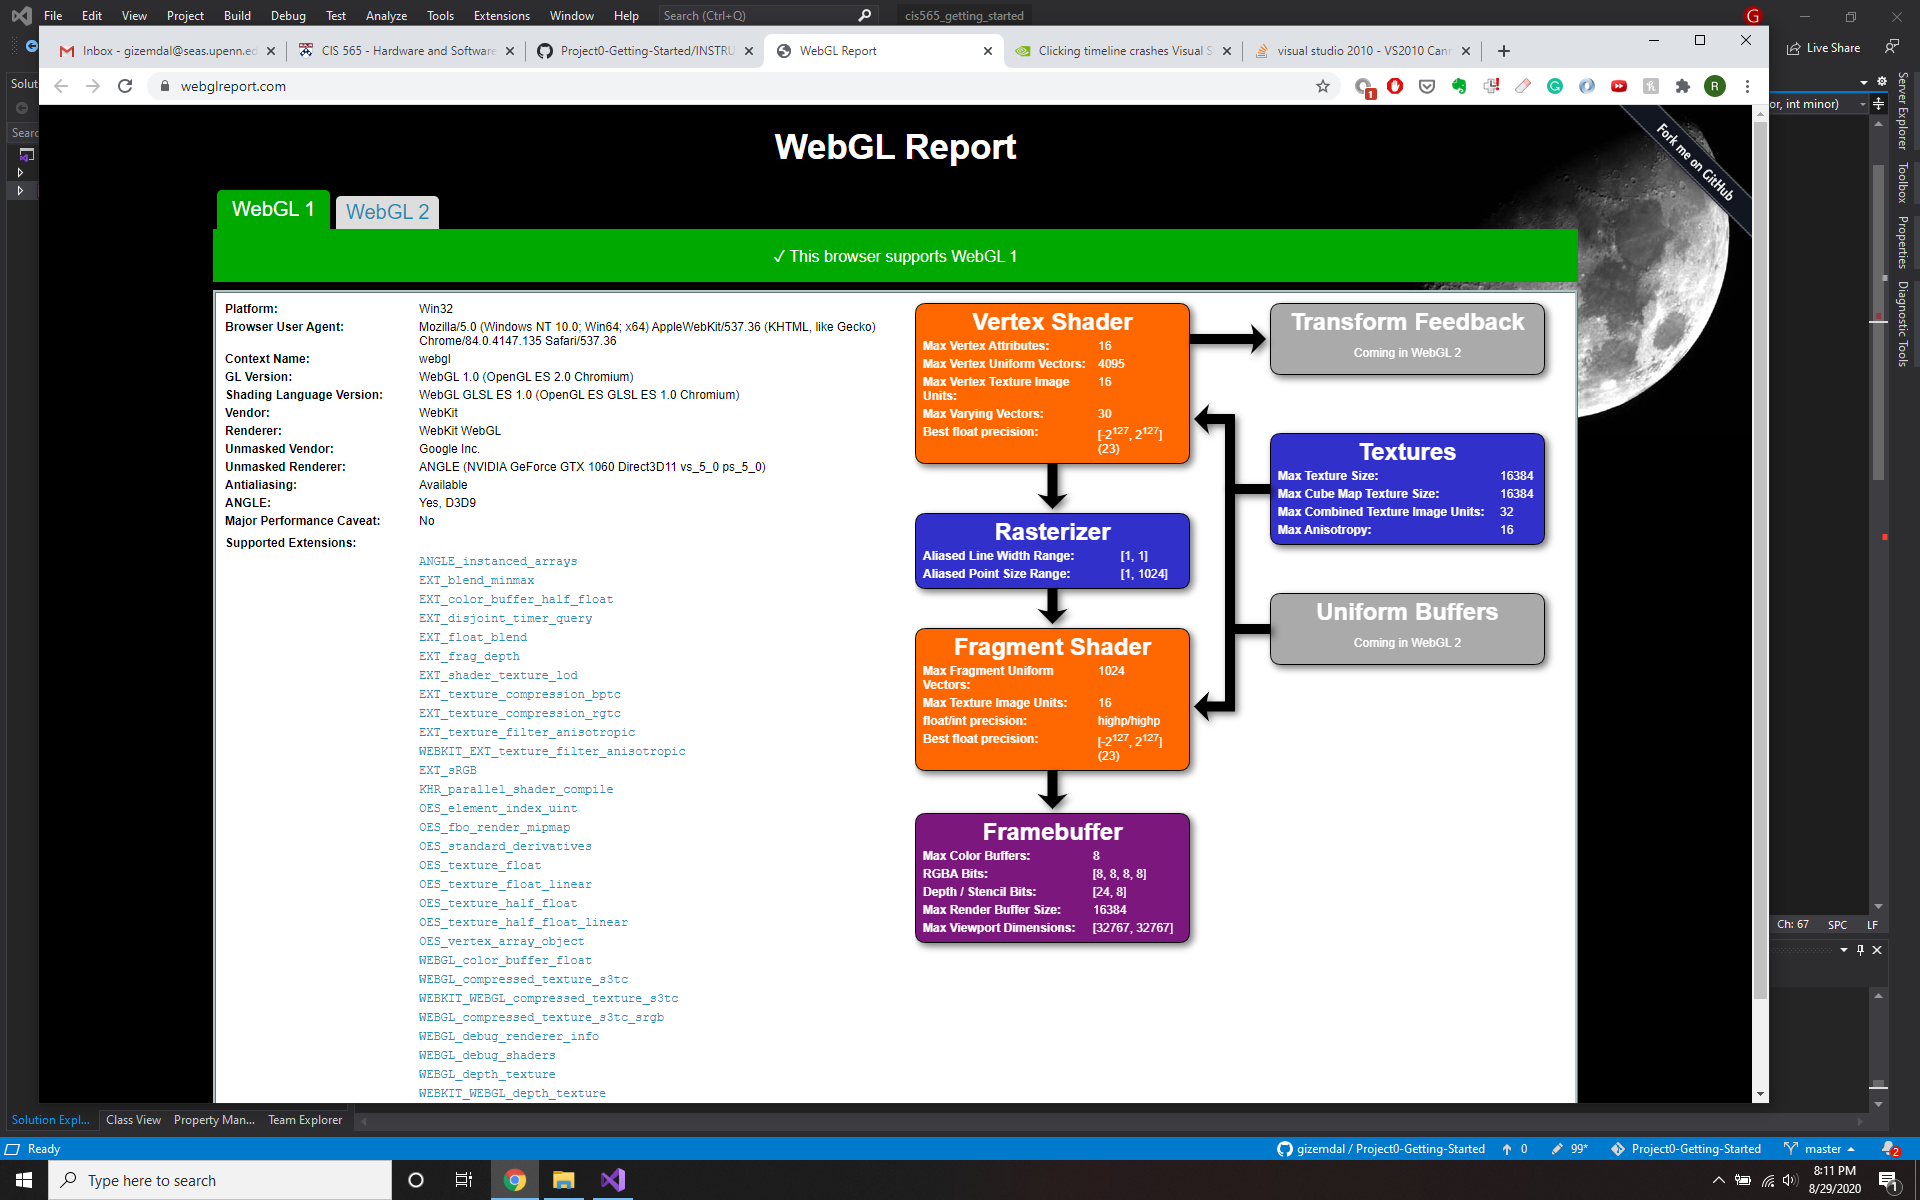 File Edit View Project Build Debug Test Analyze Tools Extensions Window Help Search (Ctrl+Q) cis565_getting_started G
Inbox - gizemdal@seas.upenn.ed CIS 565 - Hardware and Software Project0-Getting-Started/INSTRU WebGL Report Clicking timeline crashes Visual S visual studio 2010 - VS2010 Can
Live Share
webglreport.com
1
R
Solut
Searc
or, int minor)
Server Explorer
Toolbox
Properties
Diagnostic Tools
Fork me on GitHub
WebGL Report
WebGL 1 WebGL 2
✓ This browser supports WebGL 1
Platform: Win32
Browser User Agent: Mozilla/5.0 (Windows NT 10.0; Win64; x64) AppleWebKit/537.36 (KHTML, like Gecko)
Chrome/84.0.4147.135 Safari/537.36
Context Name: webgl
GL Version: WebGL 1.0 (OpenGL ES 2.0 Chromium)
Shading Language Version: WebGL GLSL ES 1.0 (OpenGL ES GLSL ES 1.0 Chromium)
Vendor: WebKit
Renderer: WebKit WebGL
Unmasked Vendor: Google Inc.
Unmasked Renderer: ANGLE (NVIDIA GeForce GTX 1060 Direct3D11 vs_5_0 ps_5_0)
Antialiasing: Available
ANGLE: Yes, D3D9
Major Performance Caveat: No
Supported Extensions:
ANGLE_instanced_arrays
EXT_blend_minmax
EXT_color_buffer_half_float
EXT_disjoint_timer_query
EXT_float_blend
EXT_frag_depth
EXT_shader_texture_lod
EXT_texture_compression_bptc
EXT_texture_compression_rgtc
EXT_texture_filter_anisotropic
WEBKIT_EXT_texture_filter_anisotropic
EXT_sRGB
KHR_parallel_shader_compile
OES_element_index_uint
OES_fbo_render_mipmap
OES_standard_derivatives
OES_texture_float
OES_texture_float_linear
OES_texture_half_float
OES_texture_half_float_linear
OES_vertex_array_object
WEBGL_color_buffer_float
WEBGL_compressed_texture_s3tc
WEBKIT_WEBGL_compressed_texture_s3tc
WEBGL_compressed_texture_s3tc_srgb
WEBGL_debug_renderer_info
WEBGL_debug_shaders
WEBGL_depth_texture
WEBKIT_WEBGL_depth_texture
Vertex Shader
Max Vertex Attributes: 16
Max Vertex Uniform Vectors: 4095
Max Vertex Texture Image 16
Units:
Max Varying Vectors: 30
Best float precision: [-2^127, 2^127]
(23)
Rasterizer
Aliased Line Width Range: [1, 1]
Aliased Point Size Range: [1, 1024]
Fragment Shader
Max Fragment Uniform 1024
Vectors:
Max Texture Image Units: 16
float/int precision: highp/highp
Best float precision: [-2^127, 2^127]
(23)
Framebuffer
Max Color Buffers: 8
RGBA Bits: [8, 8, 8, 8]
Depth / Stencil Bits: [24, 8]
Max Render Buffer Size: 16384
Max Viewport Dimensions: [32767, 32767]
Transform Feedback
Coming in WebGL 2
Textures
Max Texture Size: 16384
Max Cube Map Texture Size: 16384
Max Combined Texture Image Units: 32
Max Anisotropy: 16
Uniform Buffers
Coming in WebGL 2
Ch: 67 SPC LF
Solution Expl... Class View Property Man... Team Explorer
Ready gizemdal / Project0-Getting-Started 0 99* Project0-Getting-Started master 2
Type here to search
8:11 PM
8/29/2020
1